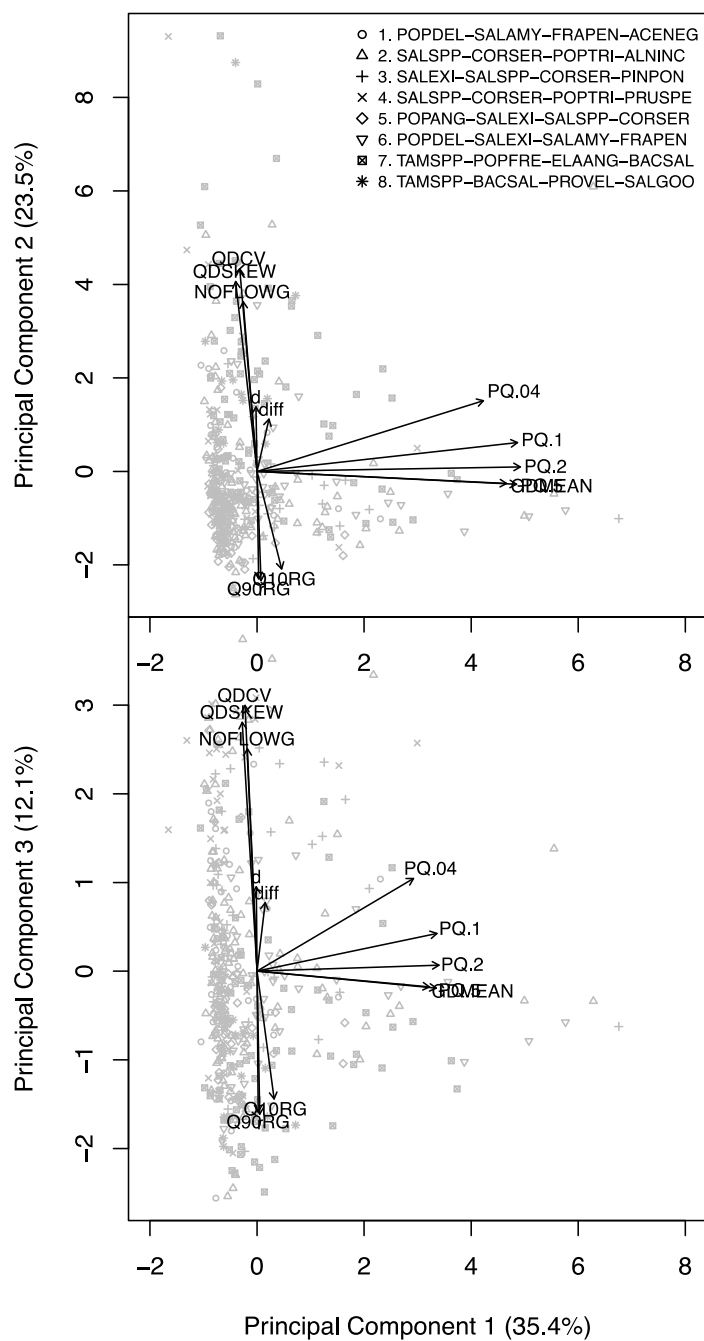 1. POPDEL−SALAMY−FRAPEN−ACENEG
2. SALSPP−CORSER−POPTRI−ALNINC
3. SALEXI−SALSPP−CORSER−PINPON
4. SALSPP−CORSER−POPTRI−PRUSPE
5. POPANG−SALEXI−SALSPP−CORSER
6. POPDEL−SALEXI−SALAMY−FRAPEN
7. TAMSPP−POPFRE−ELAANG−BACSAL
8. TAMSPP−BACSAL−PROVEL−SALGOO
Principal Component 2 (23.5%)
8
6
4
2
0
−2
QDCV
QDSKEW
NOFLOWG
d
diff
PQ.04
PQ.1
PQ.2
PQ.5
QDMEAN
Q10RG
Q90RG
−2 0 2 4 6 8
Principal Component 3 (12.1%)
3
2
1
0
−1
−2
QDCV
QDSKEW
NOFLOWG
d
diff
PQ.04
PQ.1
PQ.2
PQ.5
QDMEAN
Q10RG
Q90RG
−2 0 2 4 6 8
Principal Component 1 (35.4%)